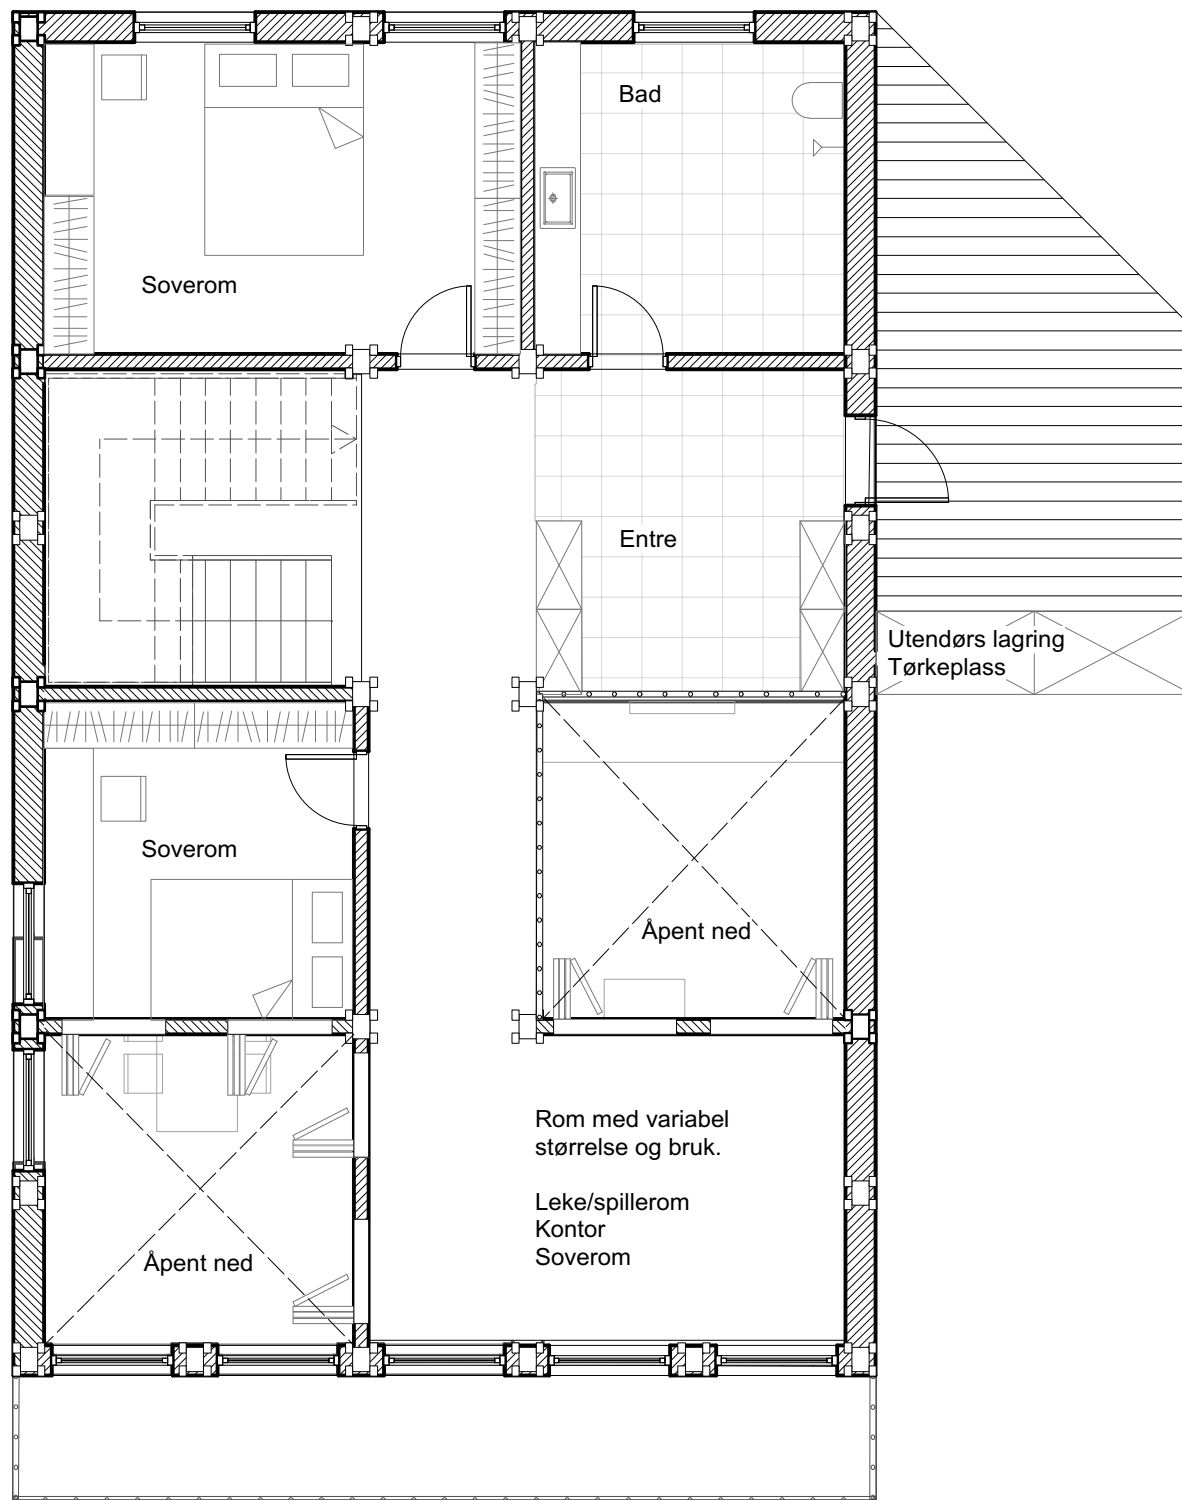 Bad
Soverom
Entre
Utendørs lagring
Tørkeplass
Soverom
Åpent ned
Rom med variabel
størrelse og bruk.
Leke/spillerom
Kontor
Soverom
Åpent ned